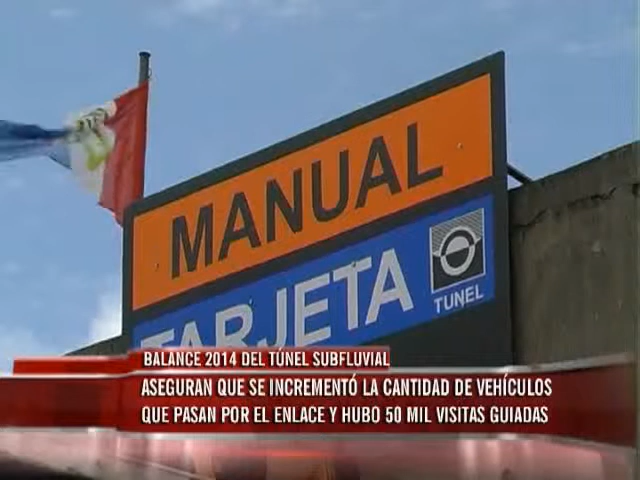 MANUAL
TARJETA
TUNEL
BALANCE 2014 DEL TÚNEL SUBFLUVIAL
ASEGURAN QUE SE INCREMENTÓ LA CANTIDAD DE VEHÍCULOS
QUE PASAN POR EL ENLACE Y HUBO 50 MIL VISITAS GUIADAS